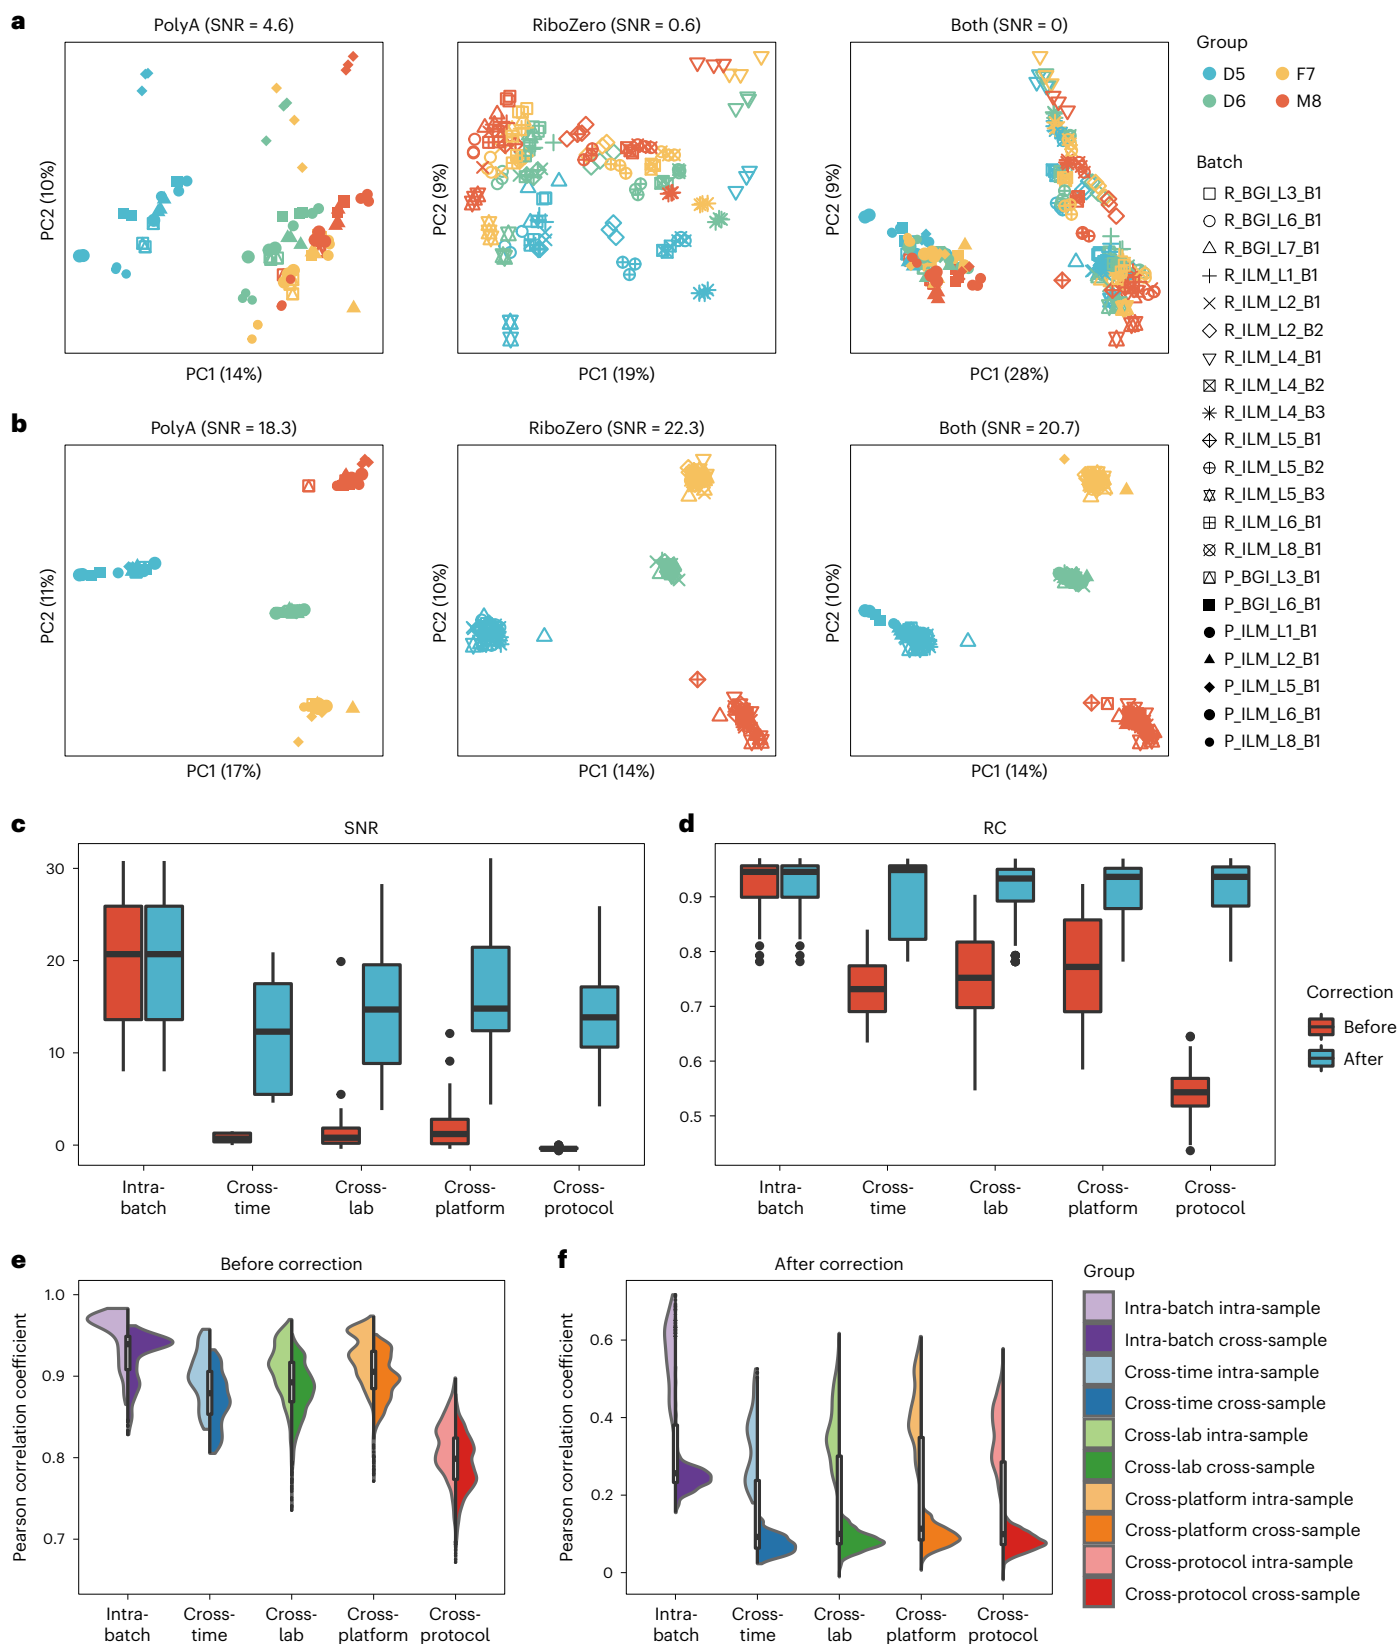 a
PolyA (SNR = 4.6)
RiboZero (SNR = 0.6)
Both (SNR = 0)
PC2 (10%)
PC2 (9%)
PC2 (9%)
PC1 (14%)
PC1 (19%)
PC1 (28%)
Group
D5
F7
D6
M8
Batch
R_BGI_L3_B1
R_BGI_L6_B1
R_BGI_L7_B1
R_ILM_L1_B1
R_ILM_L2_B1
R_ILM_L2_B2
R_ILM_L4_B1
R_ILM_L4_B2
R_ILM_L4_B3
R_ILM_L5_B1
R_ILM_L5_B2
R_ILM_L5_B3
R_ILM_L6_B1
R_ILM_L8_B1
P_BGI_L3_B1
P_BGI_L6_B1
P_ILM_L1_B1
P_ILM_L2_B1
P_ILM_L5_B1
P_ILM_L6_B1
P_ILM_L8_B1
b
PolyA (SNR = 18.3)
RiboZero (SNR = 22.3)
Both (SNR = 20.7)
PC2 (11%)
PC2 (10%)
PC2 (10%)
PC1 (17%)
PC1 (14%)
PC1 (14%)
c
SNR
30
20
10
0
Intra-
batch
Cross-
time
Cross-
lab
Cross-
platform
Cross-
protocol
d
RC
0.9
0.8
0.7
0.6
0.5
Intra-
batch
Cross-
time
Cross-
lab
Cross-
platform
Cross-
protocol
Correction
Before
After
e
Before correction
Pearson correlation coefficient
1.0
0.9
0.8
0.7
Intra-
batch
Cross-
time
Cross-
lab
Cross-
platform
Cross-
protocol
f
After correction
Pearson correlation coefficient
0.6
0.4
0.2
0
Intra-
batch
Cross-
time
Cross-
lab
Cross-
platform
Cross-
protocol
Group
Intra-batch intra-sample
Intra-batch cross-sample
Cross-time intra-sample
Cross-time cross-sample
Cross-lab intra-sample
Cross-lab cross-sample
Cross-platform intra-sample
Cross-platform cross-sample
Cross-protocol intra-sample
Cross-protocol cross-sample